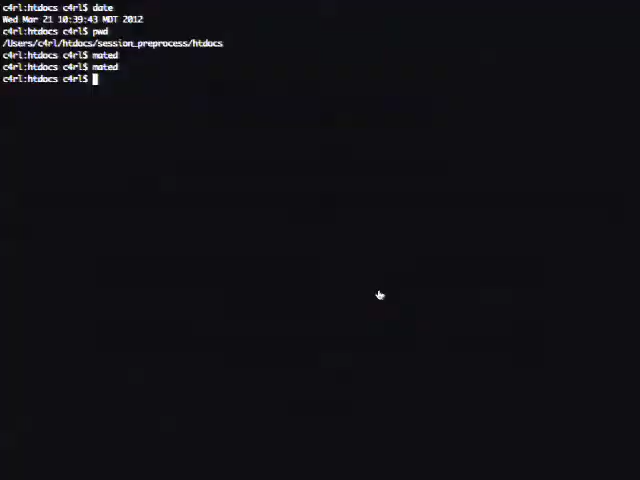 c4rl:htdocs c4rl$ date
Wed Mar 21 10:39:43 MDT 2012
c4rl:htdocs c4rl$ pwd
/Users/c4rl/htdocs/session_preprocess/htdocs
c4rl:htdocs c4rl$ mated
c4rl:htdocs c4rl$ mated
c4rl:htdocs c4rl$